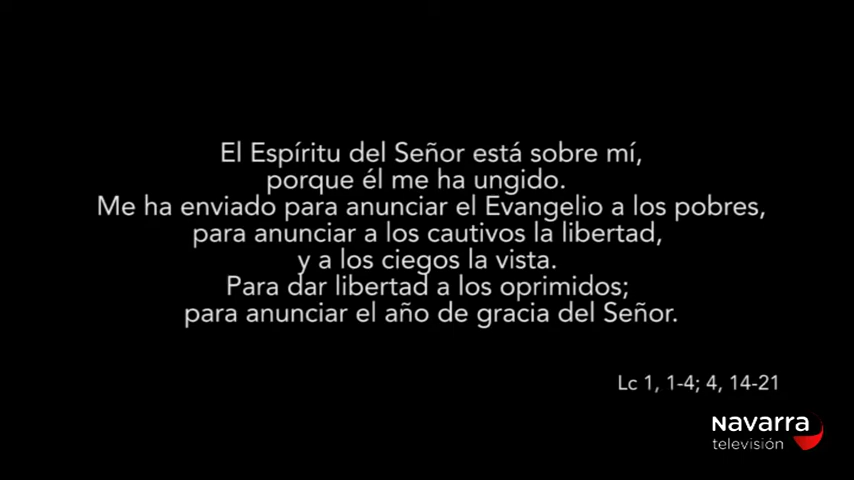 El Espíritu del Señor está sobre mí,
porque él me ha ungido.
Me ha enviado para anunciar el Evangelio a los pobres,
para anunciar a los cautivos la libertad,
y a los ciegos la vista.
Para dar libertad a los oprimidos;
para anunciar el año de gracia del Señor.
Lc 1, 1-4; 4, 14-21
Navarra
televisión